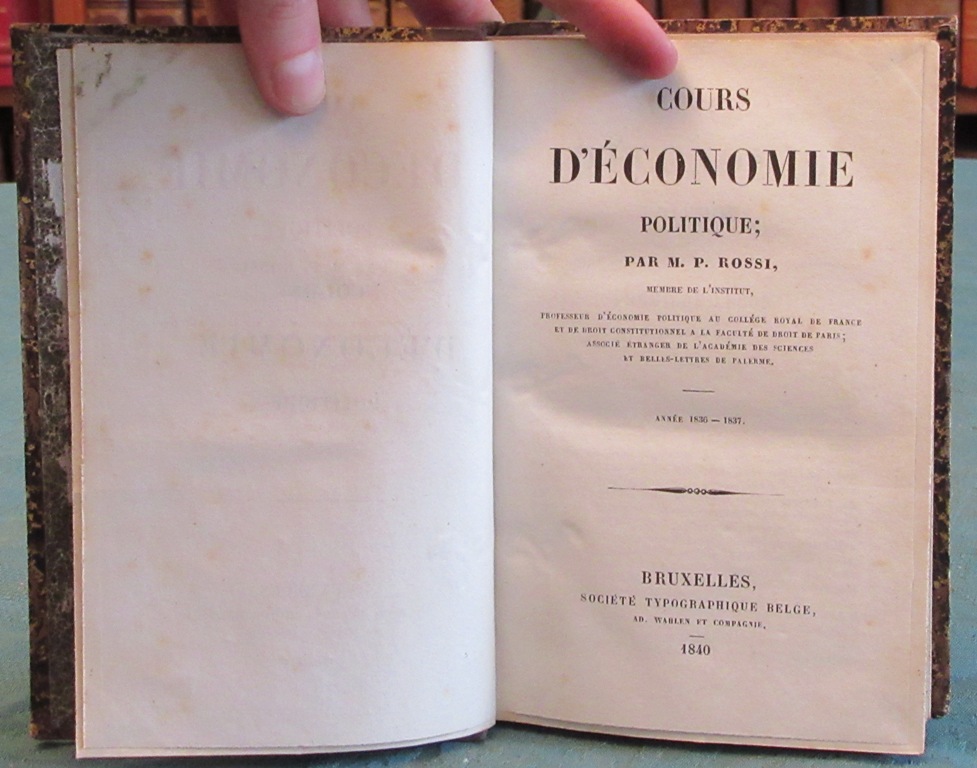 COURS
D'ÉCONOMIE
POLITIQUE;
PAR M. P. ROSSI,
MEMBRE DE L'INSTITUT,
PROFESSEUR D'ÉCONOMIE POLITIQUE AU COLLÉGE ROYAL DE FRANCE
ET DE DROIT CONSTITUTIONNEL A LA FACULTÉ DE DROIT DE PARIS;
ASSOCIÉ ÉTRANGER DE L'ACADÉMIE DES SCIENCES
ET BELLES-LETTRES DE PALERME.
ANNÉE 1836 — 1837.
BRUXELLES,
SOCIÉTÉ TYPOGRAPHIQUE BELGE,
AD. WAHLEN ET COMPAGNIE.
1840